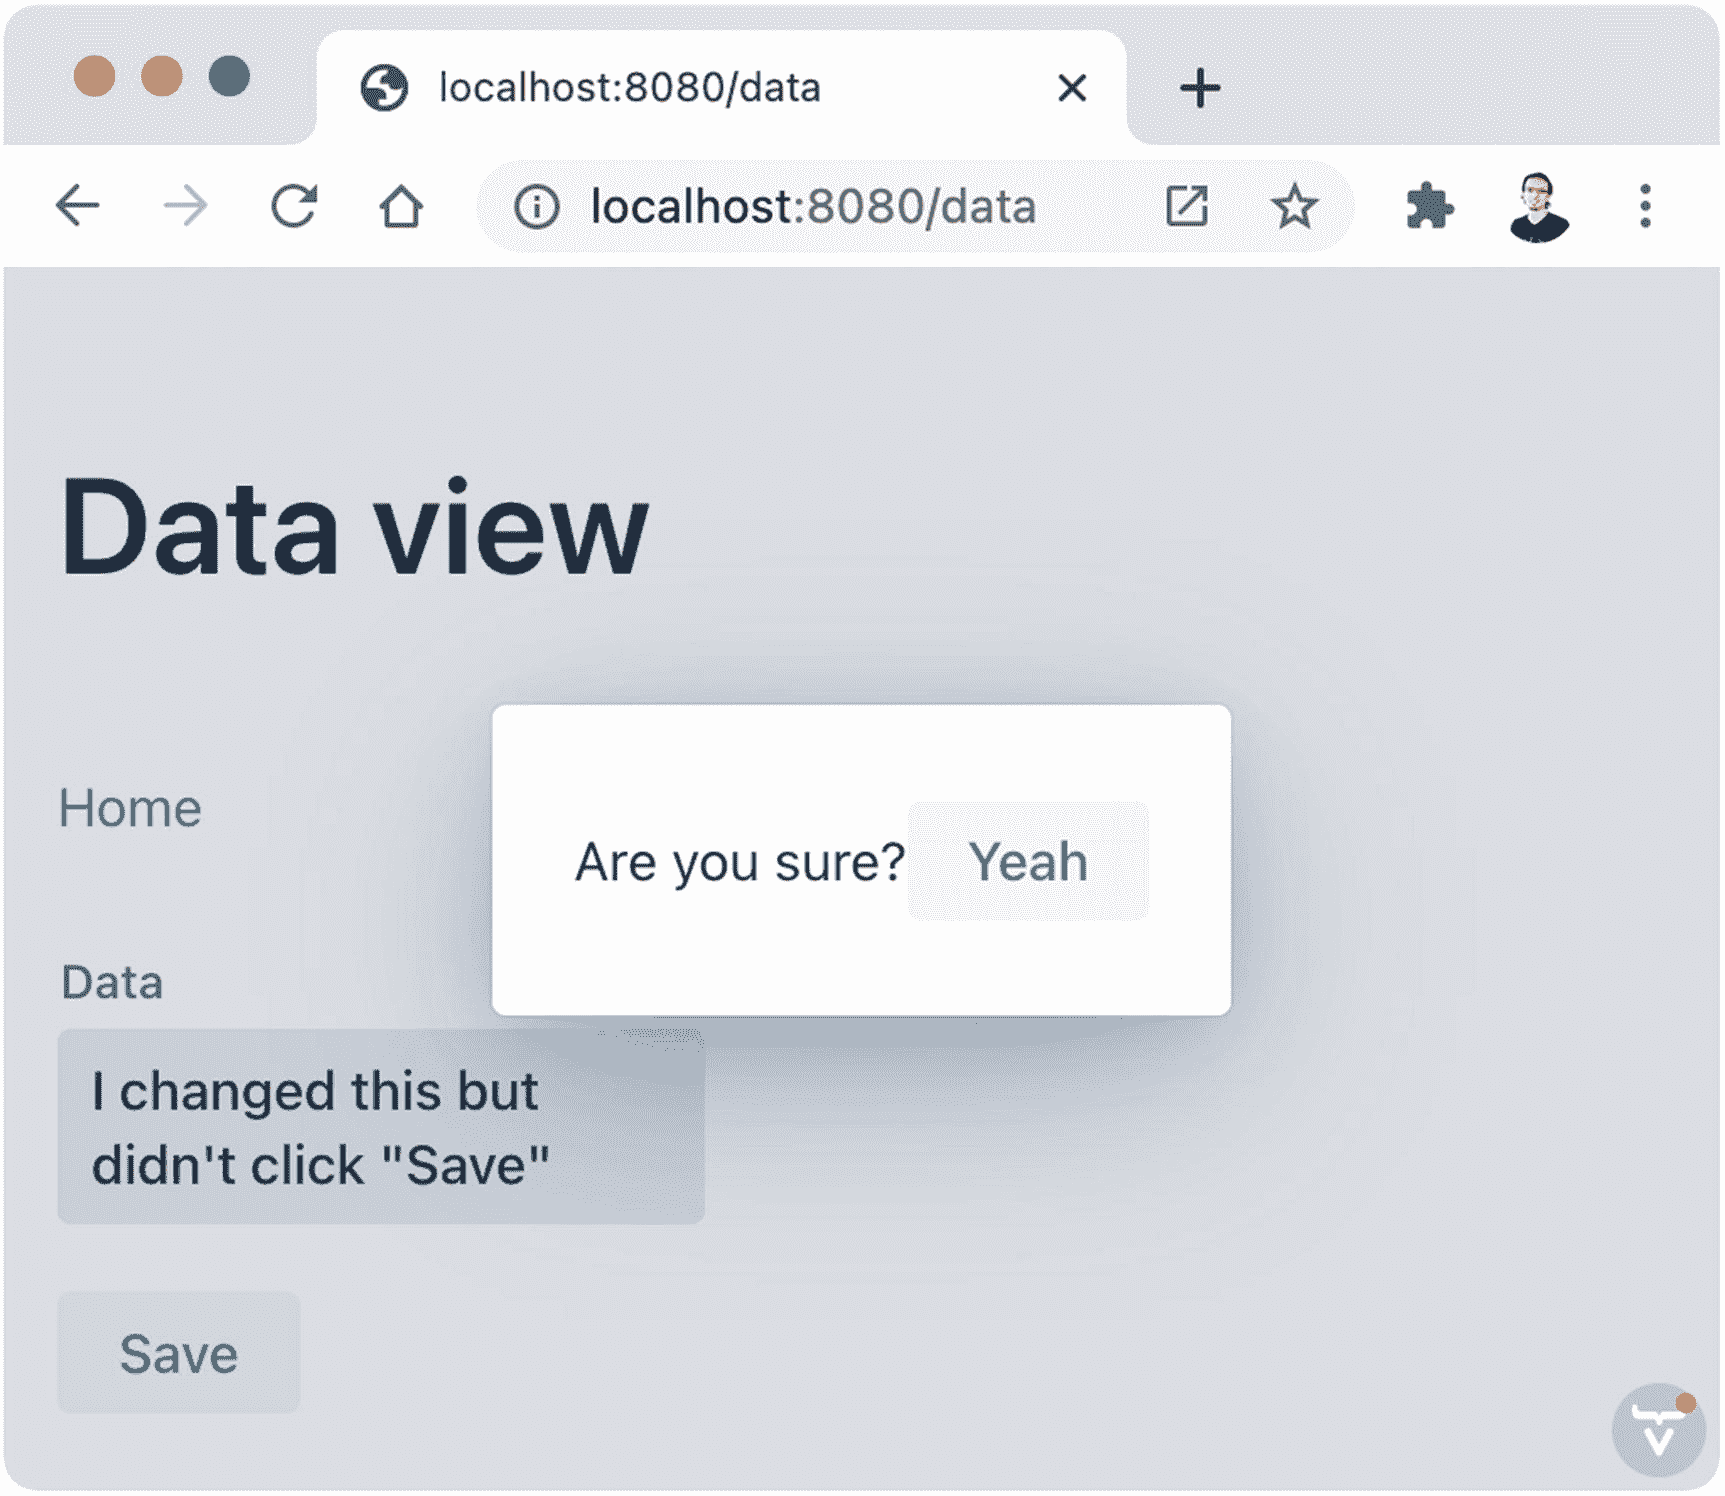 localhost:8080/data
localhost:8080/data
Data view
Home
Are you sure? Yeah
Data
I changed this but
didn't click "Save"
Save